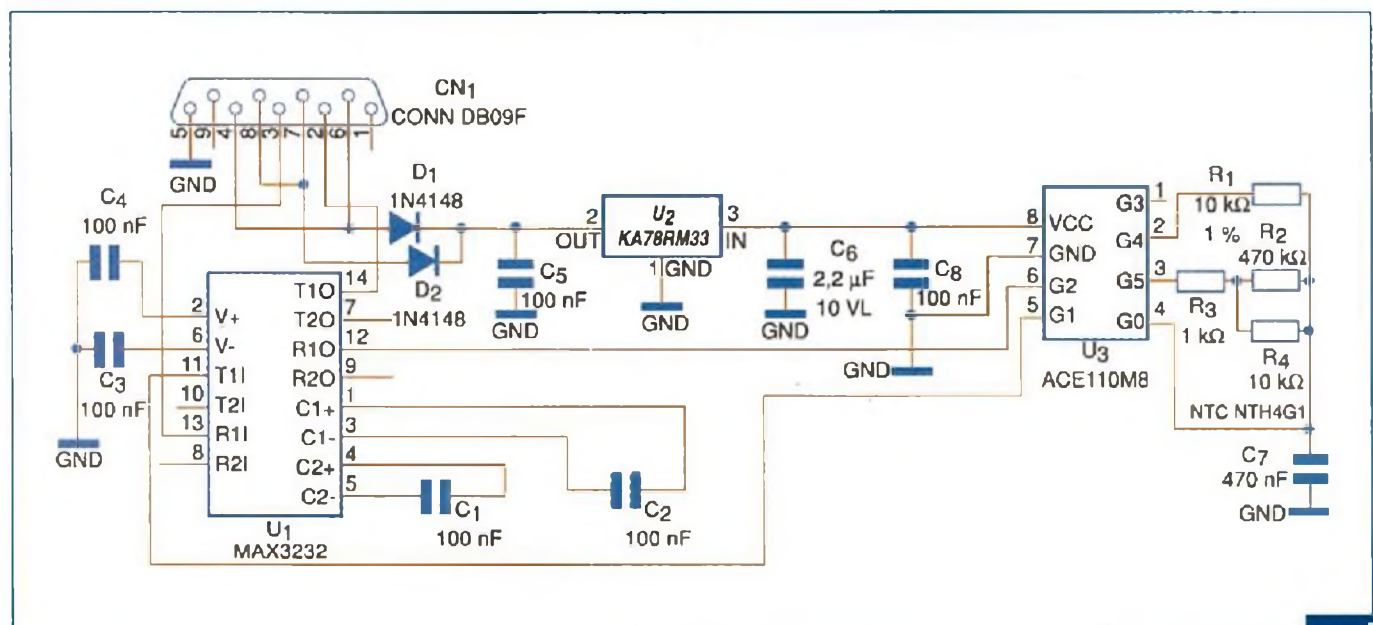 CN1
CONN DB09F
5 9 4 8 3 7 2 6 1
GND
C4
100 nF
D1
1N4148
D2
1N4148
2
OUT
U2
KA78RM33
3
IN
1
GND
GND
C5
100 nF
GND
C6
2,2 µF
10 VL
GND
C8
100 nF
GND
8 VCC
7 GND
6 G2
5 G1
G3 1
G4 2
G5 3
G0 4
U3
ACE110M8
R1
10 kΩ
1 %
R2
470 kΩ
R3
1 kΩ
R4
10 kΩ
NTC NTH4G1
C7
470 nF
GND
C3
100 nF
GND
2 V+
6 V-
11 T1I
10 T2I
13 R1I
8 R2I
T1O 14
T2O 7
R1O 12
R2O 9
C1+ 1
C1- 3
C2+ 4
C2- 5
U1
MAX3232
C1
100 nF
C2
100 nF